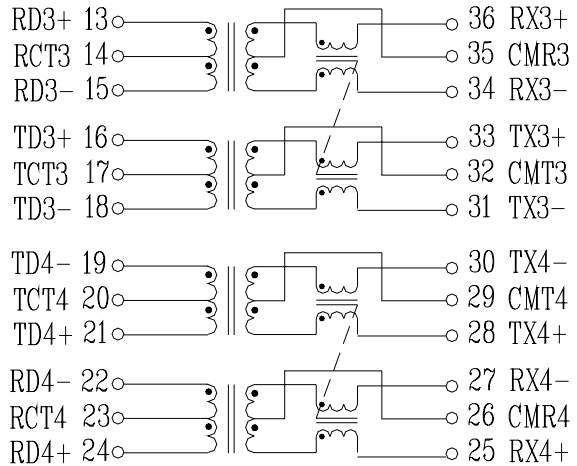 RD3+ 13 36 RX3+
RCT3 14 35 CMR3
RD3- 15 34 RX3-
TD3+ 16 33 TX3+
TCT3 17 32 CMT3
TD3- 18 31 TX3-
TD4- 19 30 TX4-
TCT4 20 29 CMT4
TD4+ 21 28 TX4+
RD4- 22 27 RX4-
RCT4 23 26 CMR4
RD4+ 24 25 RX4+